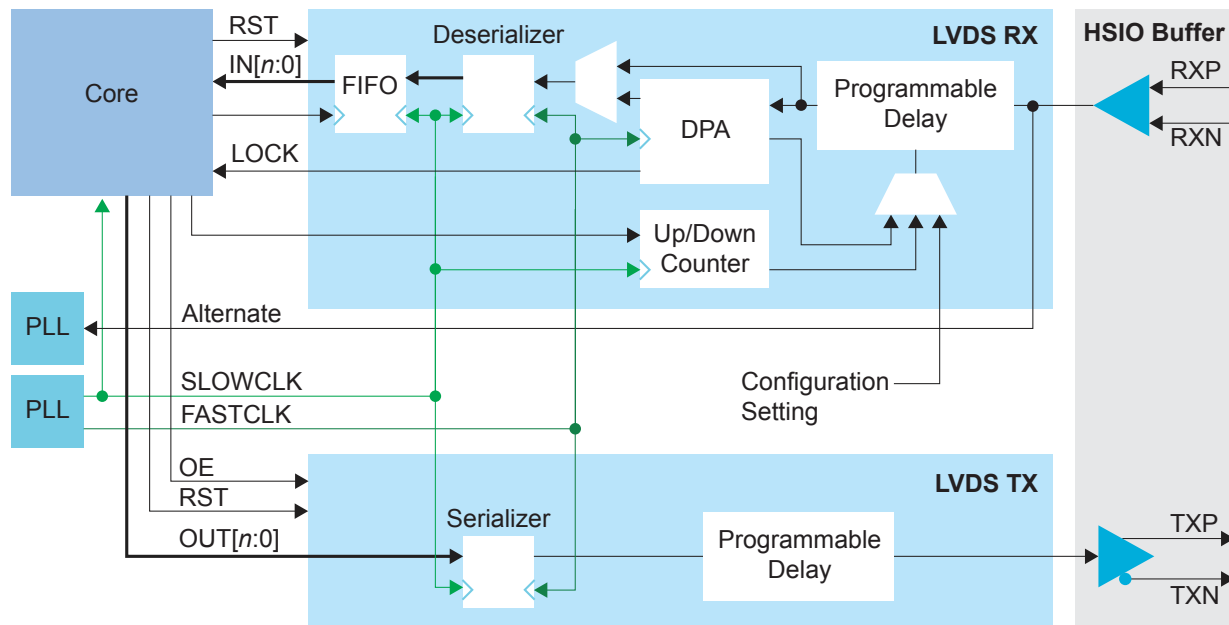 RST
Deserializer
LVDS RX
HSIO Buffer
IN[n:0]
Core
FIFO
DPA
Programmable
Delay
RXP
RXN
LOCK
Up/Down
Counter
PLL
Alternate
PLL
SLOWCLK
FASTCLK
Configuration
Setting
OE
RST
OUT[n:0]
LVDS TX
Serializer
Programmable
Delay
TXP
TXN